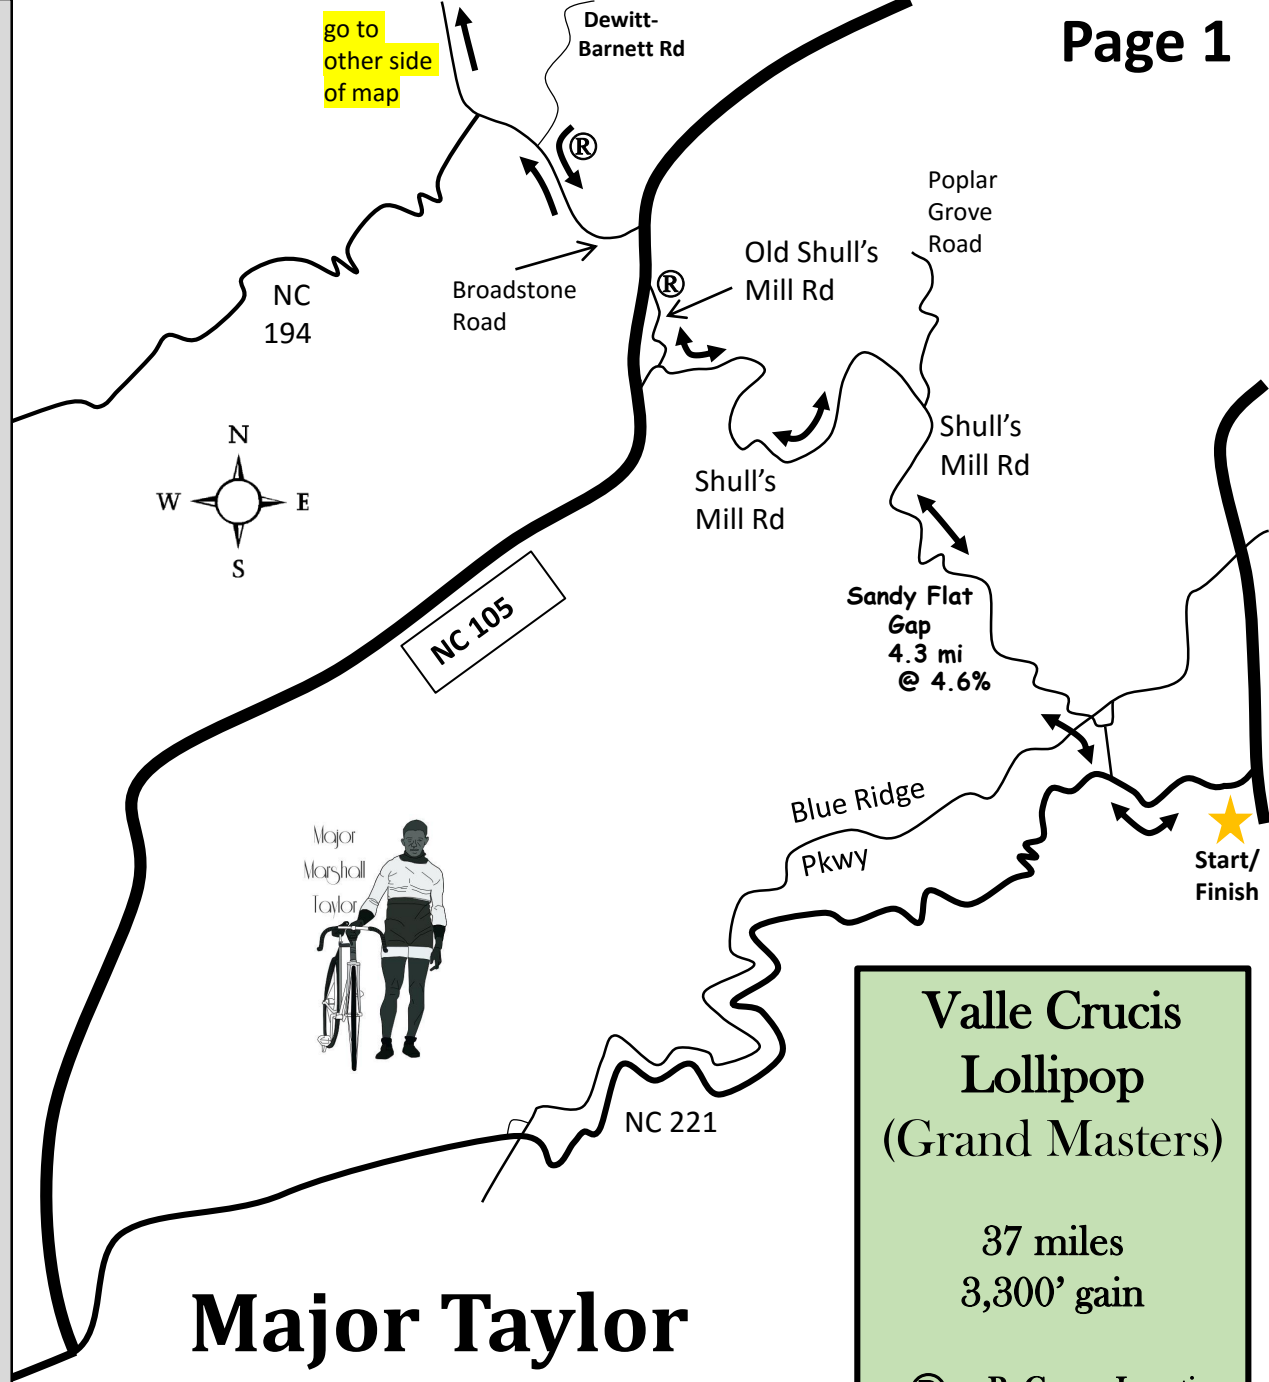 Page 1
go to
other side
of map
Dewitt-
Barnett Rd
®
Poplar
Grove
Road
Old Shull's
Mill Rd
®
Broadstone
Road
NC
194
Shull's
Mill Rd
Shull's
Mill Rd
N
W E
S
NC 105
Sandy Flat
Gap
4.3 mi
@ 4.6%
Blue Ridge
Pkwy
Start/
Finish
Major
Marshall
Taylor
NC 221
Valle Crucis
Lollipop
(Grand Masters)
37 miles
3,300' gain
Major Taylor